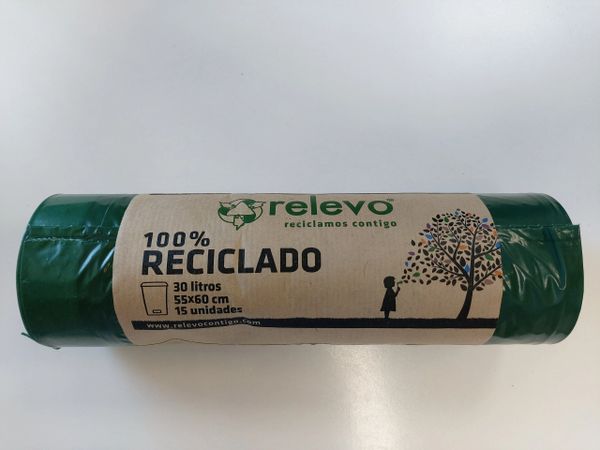 relevo®
reciclamos contigo
100%
RECICLADO
30 litros
55x60 cm
15 unidades
www.relevocontigo.com